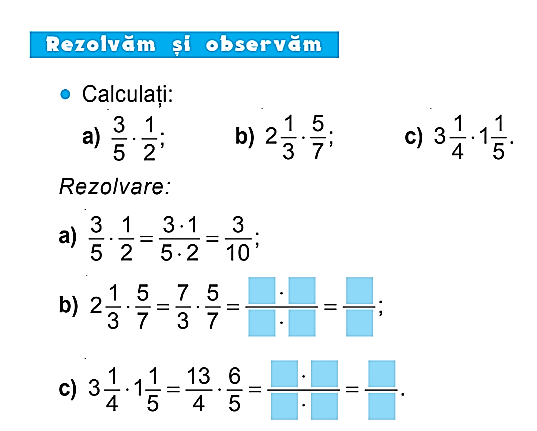 Rezolvăm și observăm
• Calculați:
a) 3/5 · 1/2; b) 2 1/3 · 5/7; c) 3 1/4 · 1 1/5.
Rezolvare:
a) 3/5 · 1/2 = 3·1/5·2 = 3/10;
b) 2 1/3 · 5/7 = 7/3 · 5/7 = □·□/□·□ = □/□;
c) 3 1/4 · 1 1/5 = 13/4 · 6/5 = □·□/□·□ = □/□.